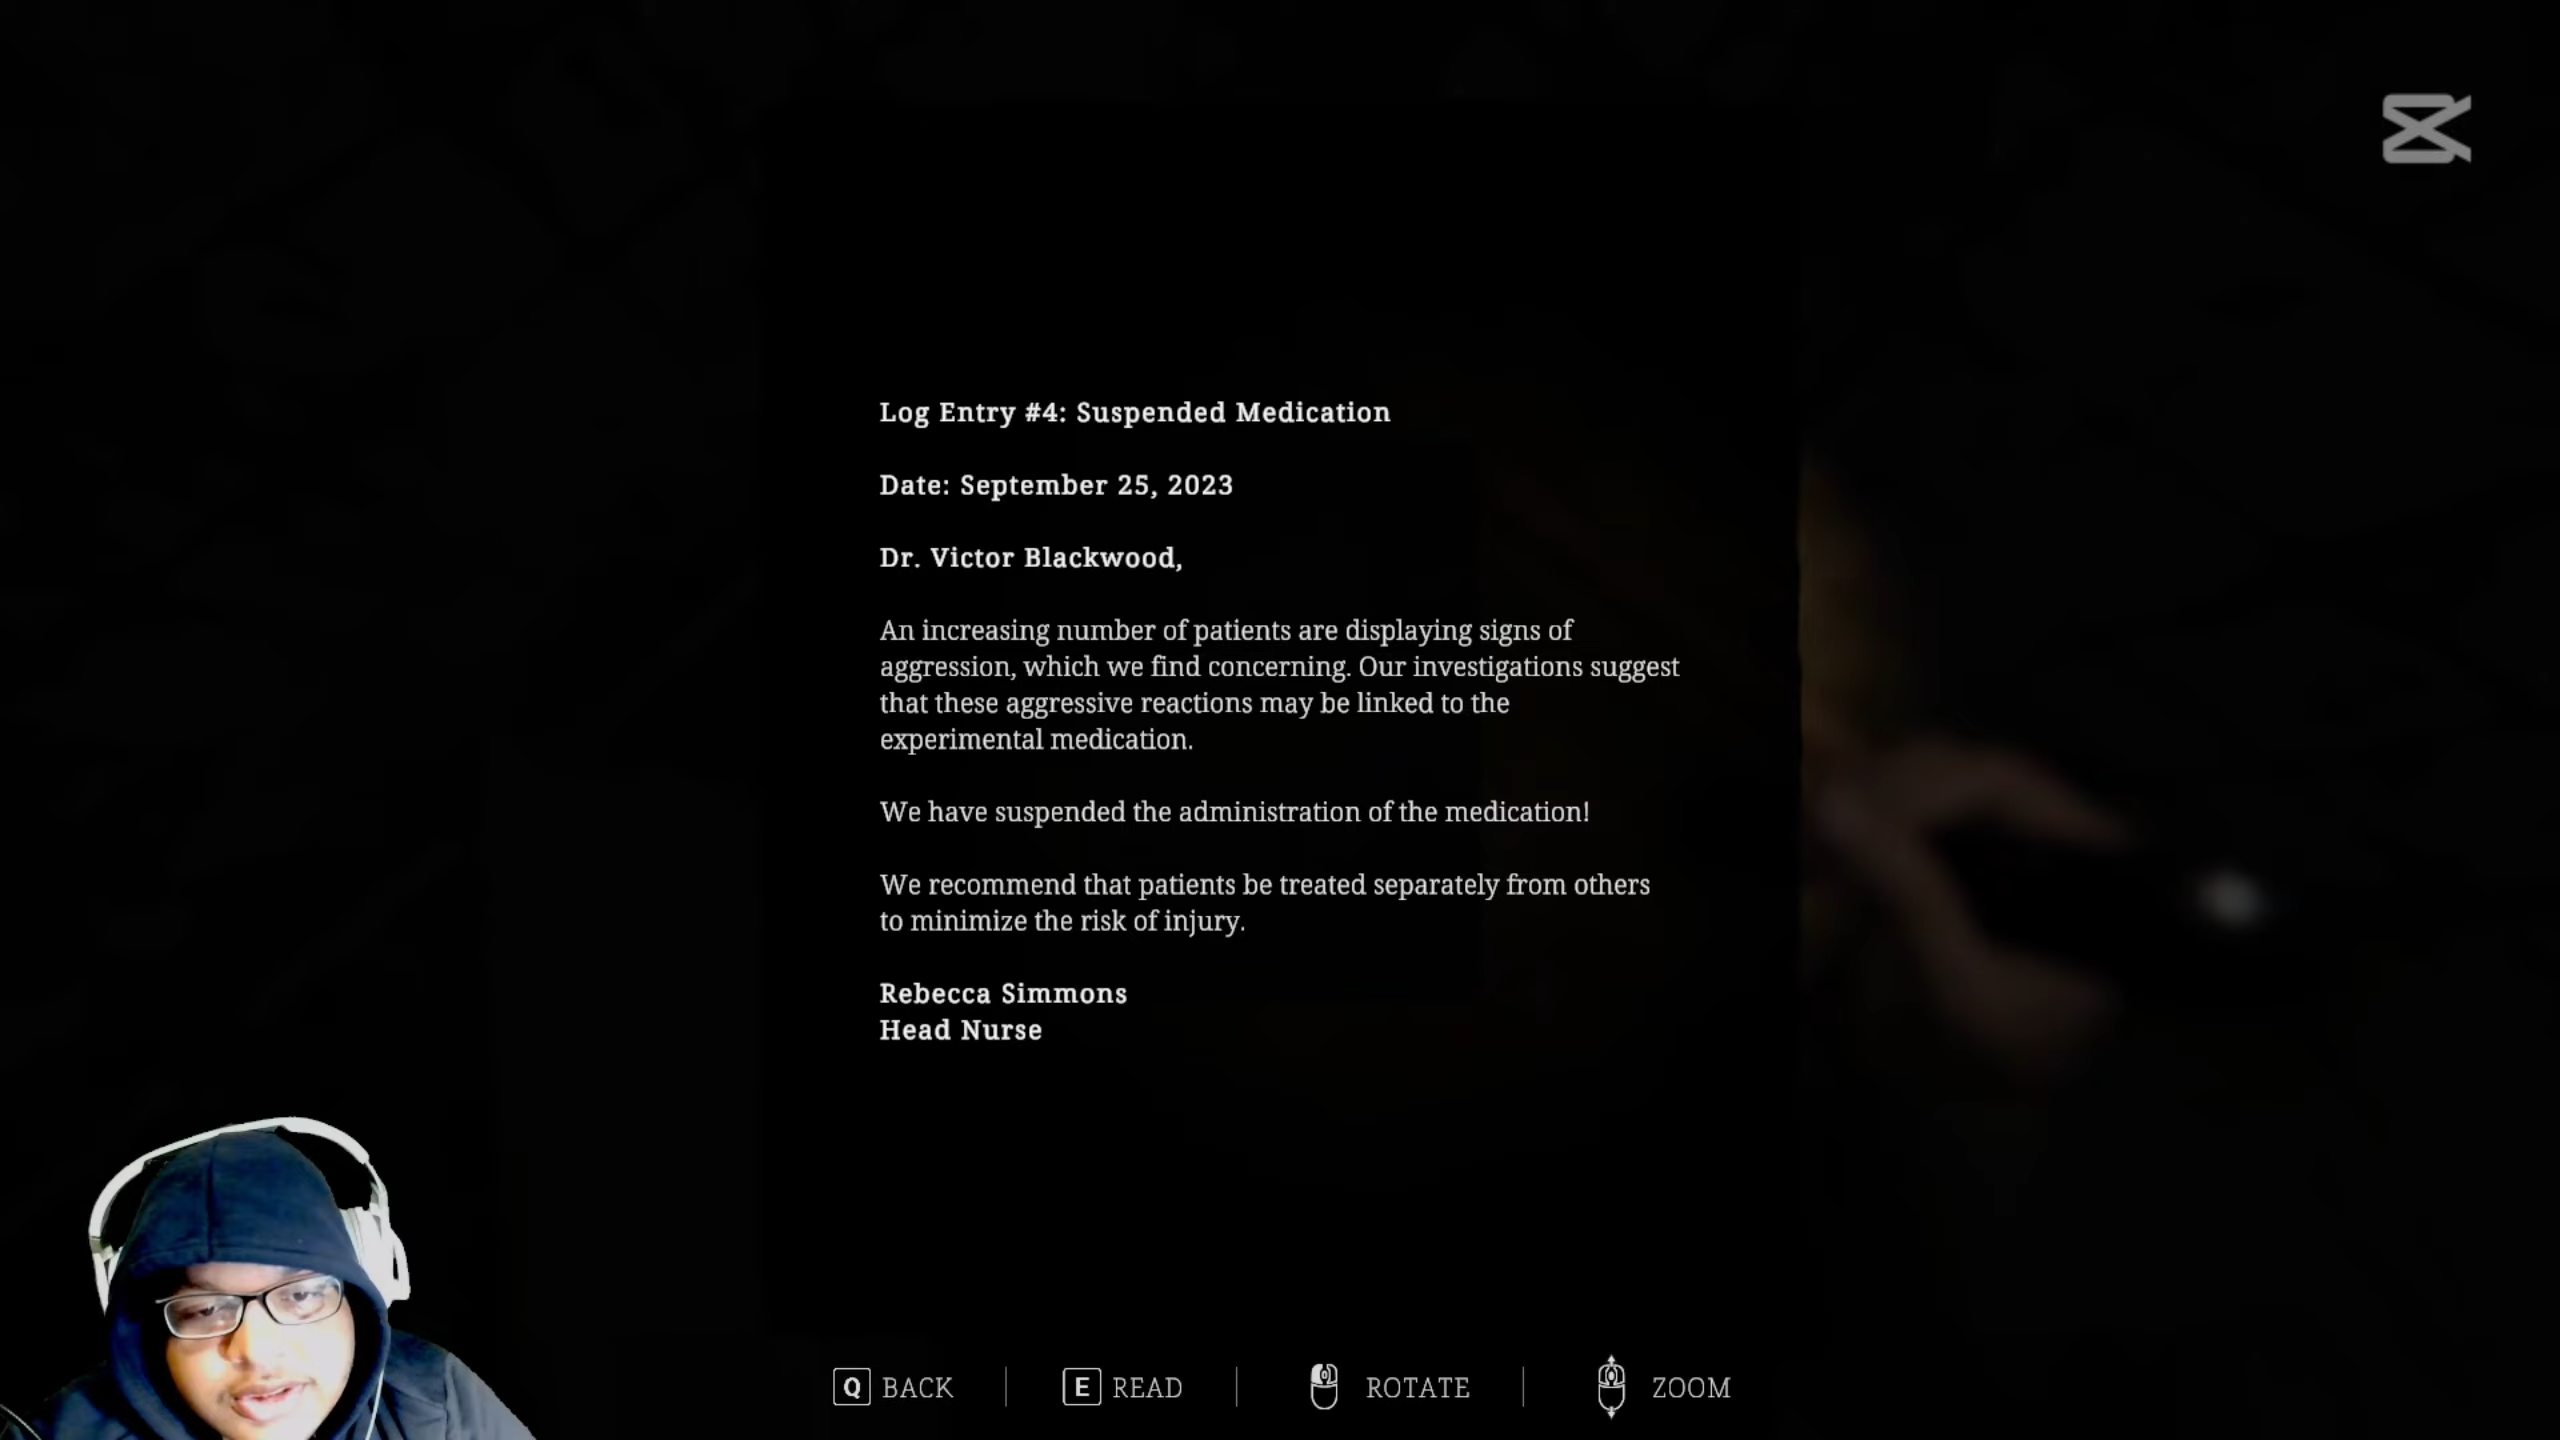 Log Entry #4: Suspended Medication
Date: September 25, 2023
Dr. Victor Blackwood,
An increasing number of patients are displaying signs of
aggression, which we find concerning. Our investigations suggest
that these aggressive reactions may be linked to the
experimental medication.
We have suspended the administration of the medication!
We recommend that patients be treated separately from others
to minimize the risk of injury.
Rebecca Simmons
Head Nurse
Q BACK E READ ROTATE ZOOM